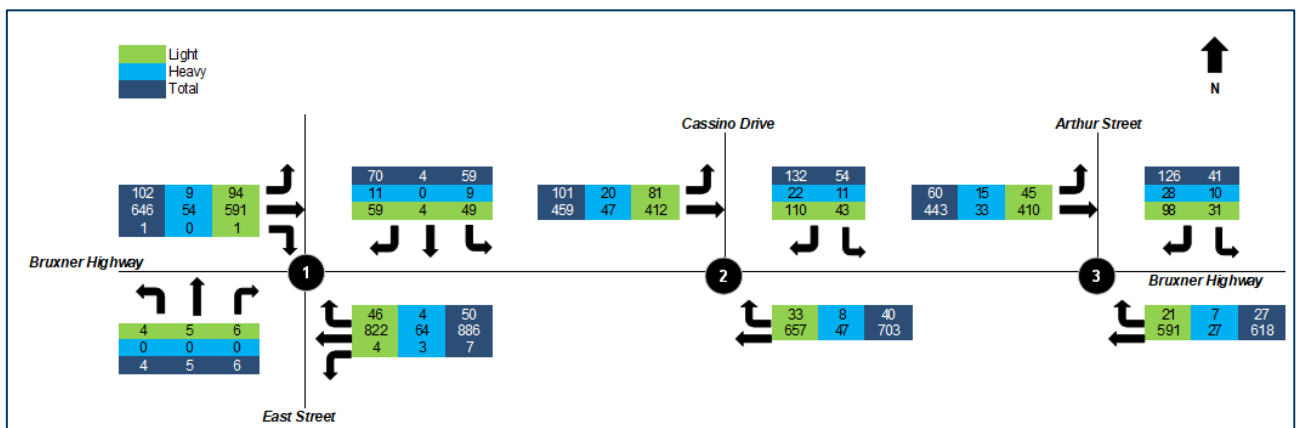 Light
Heavy
Total
N
Cassino Drive
Arthur Street
70 4 59
11 0 9
59 4 49
132 54
22 11
110 43
126 41
28 10
98 31
102 9 94
646 54 591
1 0 1
101 20 81
459 47 412
60 15 45
443 33 410
Bruxner Highway
1
2
3
Bruxner Highway
4 5 6
0 0 0
4 5 6
46 4 50
822 64 886
4 3 7
33 8 40
657 47 703
21 7 27
591 27 618
East Street